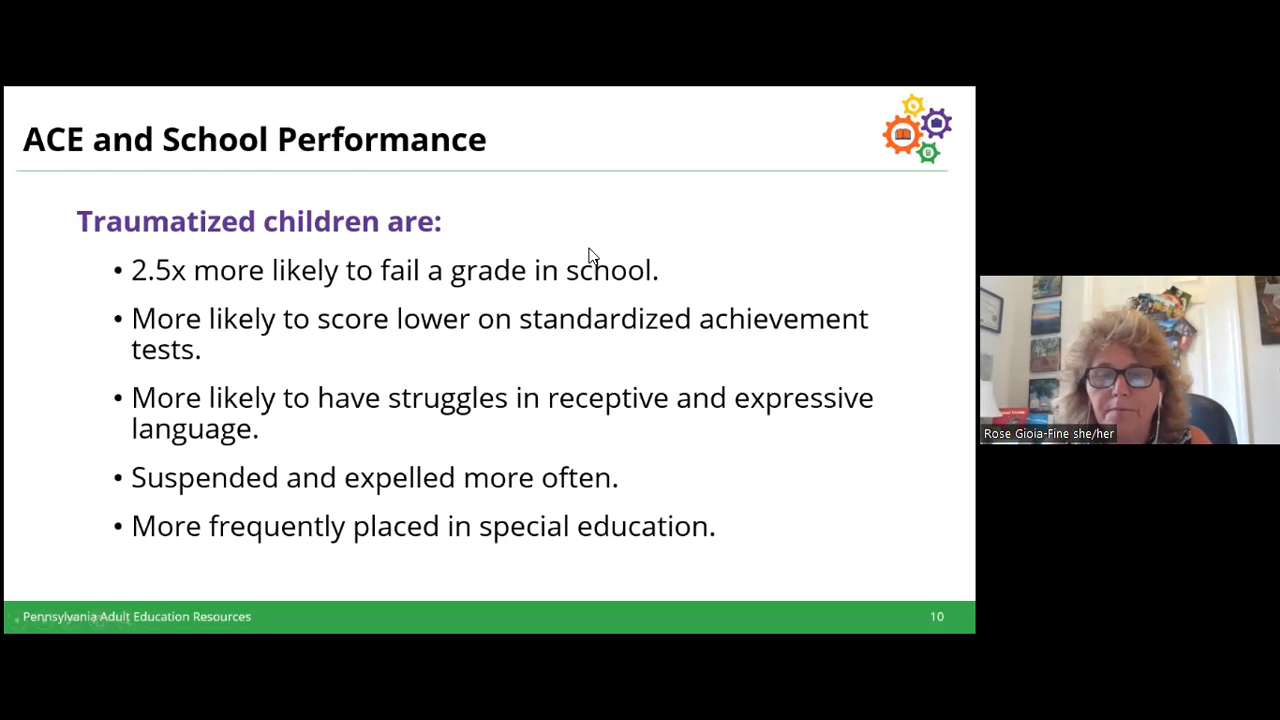 ACE and School Performance
Traumatized children are:
• 2.5x more likely to fail a grade in school.
• More likely to score lower on standardized achievement
tests.
• More likely to have struggles in receptive and expressive
language.
• Suspended and expelled more often.
• More frequently placed in special education.
Pennsylvania Adult Education Resources
10
Rose Gioia-Fine she/her